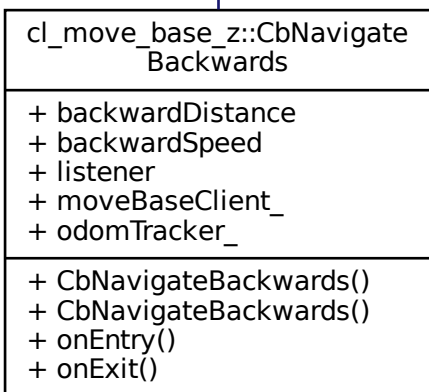 cl_move_base_z::CbNavigate
Backwards
+ backwardDistance
+ backwardSpeed
+ listener
+ moveBaseClient_
+ odomTracker_
+ CbNavigateBackwards()
+ CbNavigateBackwards()
+ onEntry()
+ onExit()